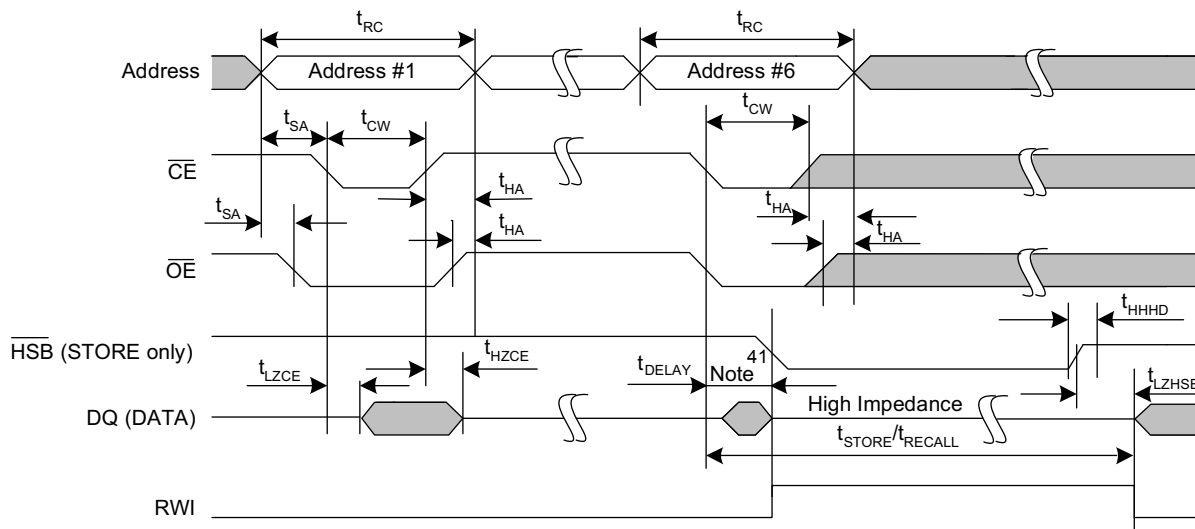 tRC tRC
Address Address #1 Address #6
tCW
tSA tCW
CE
tHA tHA
tSA tHA tHA
OE
tHHHD
HSB (STORE only)
tHZCE tDELAY Note 41
tLZCE tLZHSB
DQ (DATA) High Impedance
tSTORE/tRECALL
RWI